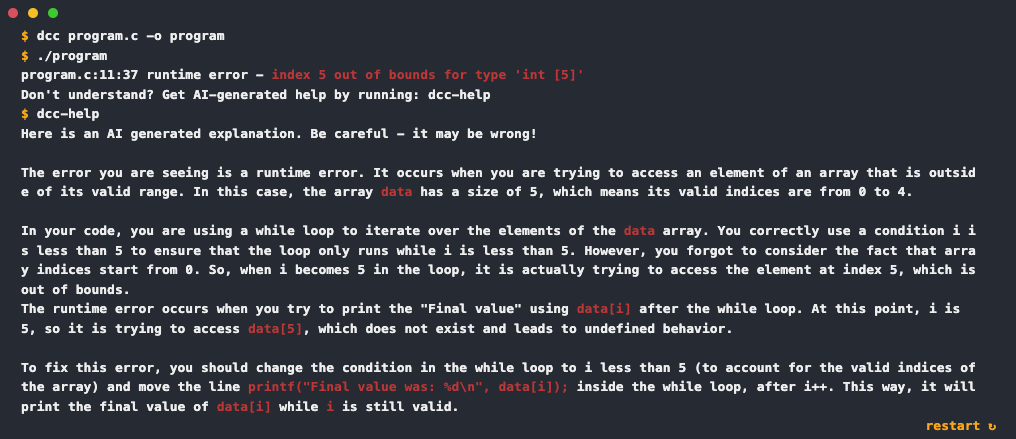 $ dcc program.c -o program
$ ./program
program.c:11:37 runtime error - index 5 out of bounds for type 'int [5]'
Don't understand? Get AI-generated help by running: dcc-help
$ dcc-help
Here is an AI generated explanation. Be careful - it may be wrong!
The error you are seeing is a runtime error. It occurs when you are trying to access an element of an array that is outsid
e of its valid range. In this case, the array data has a size of 5, which means its valid indices are from 0 to 4.
In your code, you are using a while loop to iterate over the elements of the data array. You correctly use a condition i i
s less than 5 to ensure that the loop only runs while i is less than 5. However, you forgot to consider the fact that arra
y indices start from 0. So, when i becomes 5 in the loop, it is actually trying to access the element at index 5, which is
out of bounds.
The runtime error occurs when you try to print the "Final value" using data[i] after the while loop. At this point, i is
5, so it is trying to access data[5], which does not exist and leads to undefined behavior.
To fix this error, you should change the condition in the while loop to i less than 5 (to account for the valid indices of
the array) and move the line printf("Final value was: %d\n", data[i]); inside the while loop, after i++. This way, it will
print the final value of data[i] while i is still valid.
restart ↻